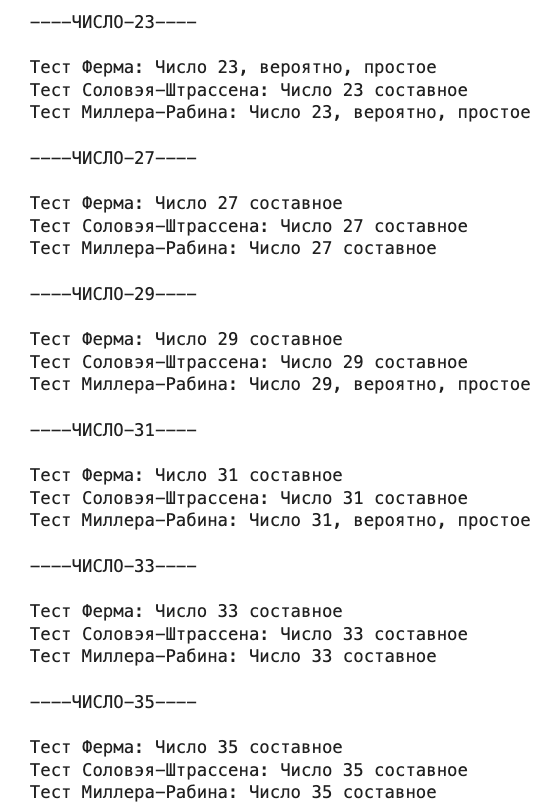 ----ЧИСЛО-23----
Тест Ферма: Число 23, вероятно, простое
Тест Соловэя-Штрассена: Число 23 составное
Тест Миллера-Рабина: Число 23, вероятно, простое
----ЧИСЛО-27----
Тест Ферма: Число 27 составное
Тест Соловэя-Штрассена: Число 27 составное
Тест Миллера-Рабина: Число 27 составное
----ЧИСЛО-29----
Тест Ферма: Число 29 составное
Тест Соловэя-Штрассена: Число 29 составное
Тест Миллера-Рабина: Число 29, вероятно, простое
----ЧИСЛО-31----
Тест Ферма: Число 31 составное
Тест Соловэя-Штрассена: Число 31 составное
Тест Миллера-Рабина: Число 31, вероятно, простое
----ЧИСЛО-33----
Тест Ферма: Число 33 составное
Тест Соловэя-Штрассена: Число 33 составное
Тест Миллера-Рабина: Число 33 составное
----ЧИСЛО-35----
Тест Ферма: Число 35 составное
Тест Соловэя-Штрассена: Число 35 составное
Тест Миллера-Рабина: Число 35 составное